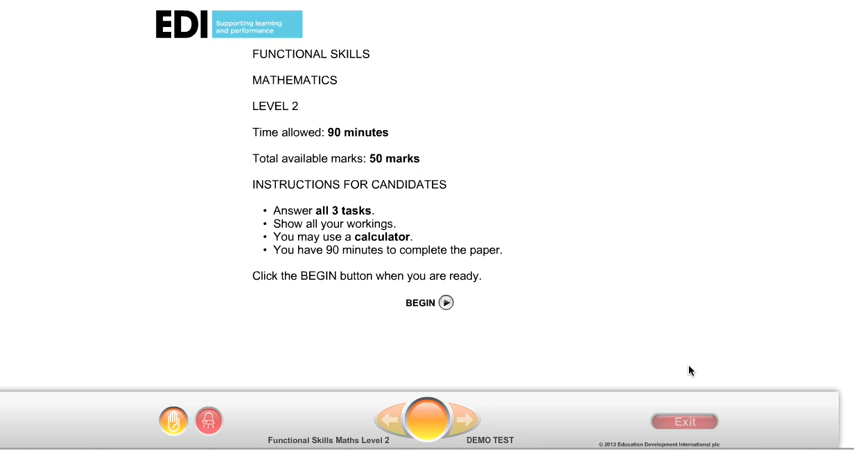 EDI Supporting learning
and performance
FUNCTIONAL SKILLS
MATHEMATICS
LEVEL 2
Time allowed: 90 minutes
Total available marks: 50 marks
INSTRUCTIONS FOR CANDIDATES
• Answer all 3 tasks.
• Show all your workings.
• You may use a calculator.
• You have 90 minutes to complete the paper.
Click the BEGIN button when you are ready.
BEGIN
Exit
Functional Skills Maths Level 2 DEMO TEST
© 2013 Education Development International plc